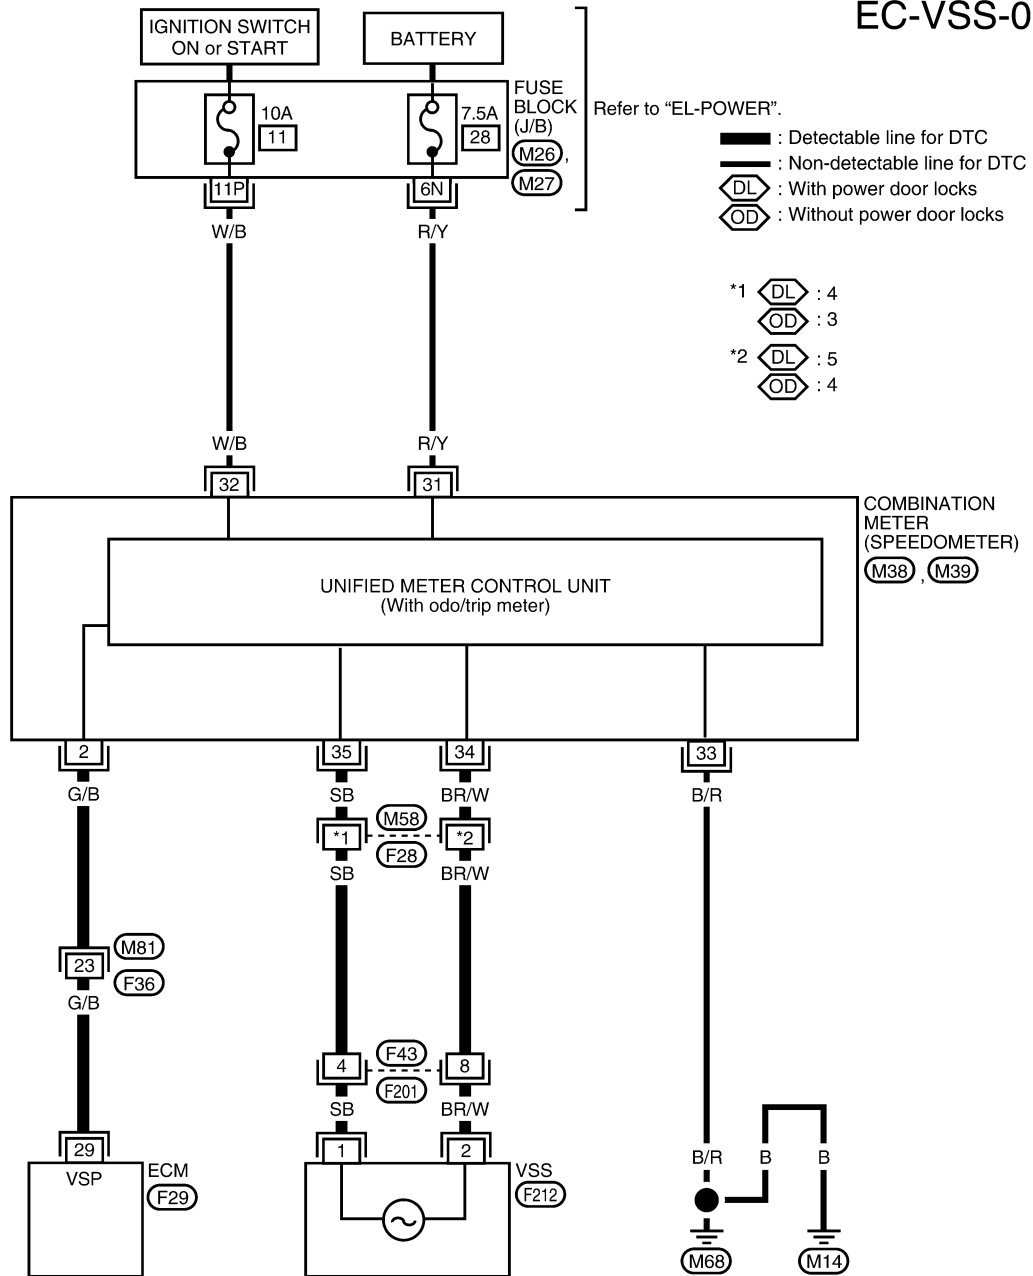 EC-VSS-0
IGNITION SWITCH
ON or START
BATTERY
FUSE
BLOCK
(J/B)
M26 ,
M27
Refer to “EL-POWER”.
10A
11
7.5A
28
11P
6N
: Detectable line for DTC
: Non-detectable line for DTC
DL : With power door locks
OD : Without power door locks
W/B
R/Y
*1 DL : 4
OD : 3
*2 DL : 5
OD : 4
W/B
R/Y
32
31
COMBINATION
METER
(SPEEDOMETER)
M38 , M39
UNIFIED METER CONTROL UNIT
(With odo/trip meter)
2
35
34
33
G/B
SB
BR/W
B/R
M58
*1
*2
F28
SB
BR/W
M81
23
F36
G/B
F43
4
8
F201
SB
BR/W
29
1
2
B/R
B
B
VSP
ECM
F29
VSS
F212
M68
M14